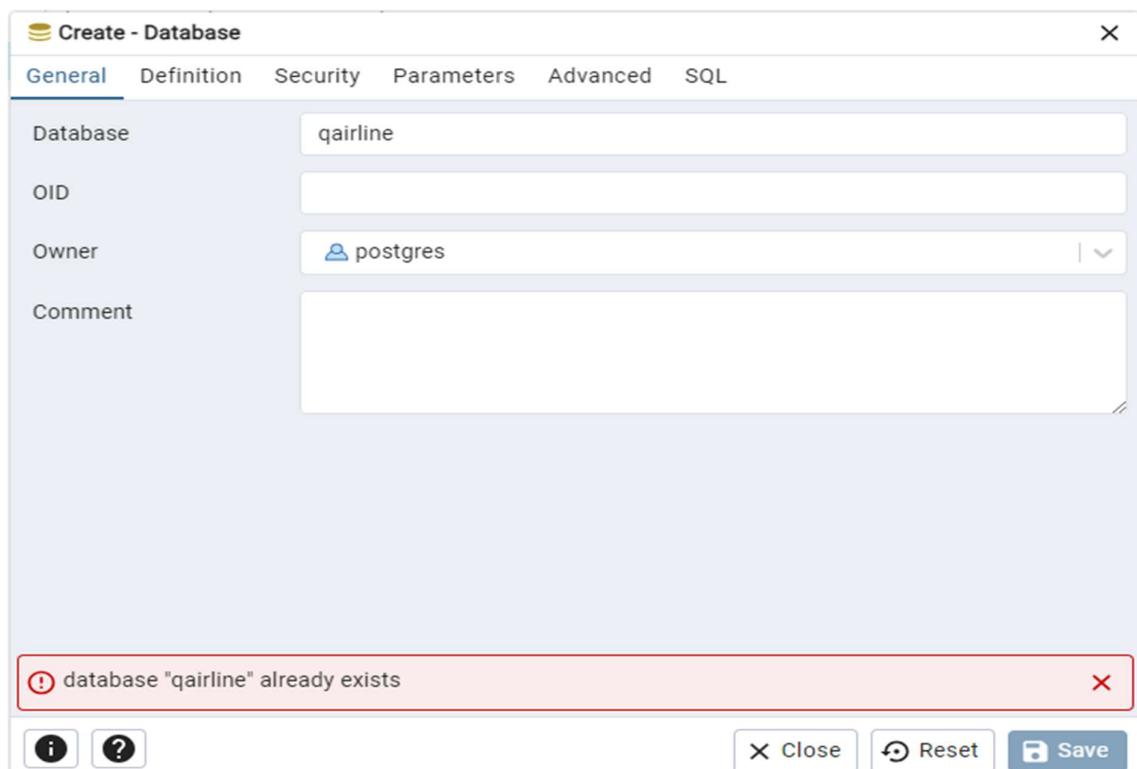 Create - Database
General Definition Security Parameters Advanced SQL
Database qairline
OID
Owner postgres
Comment
database "qairline" already exists
Close Reset Save